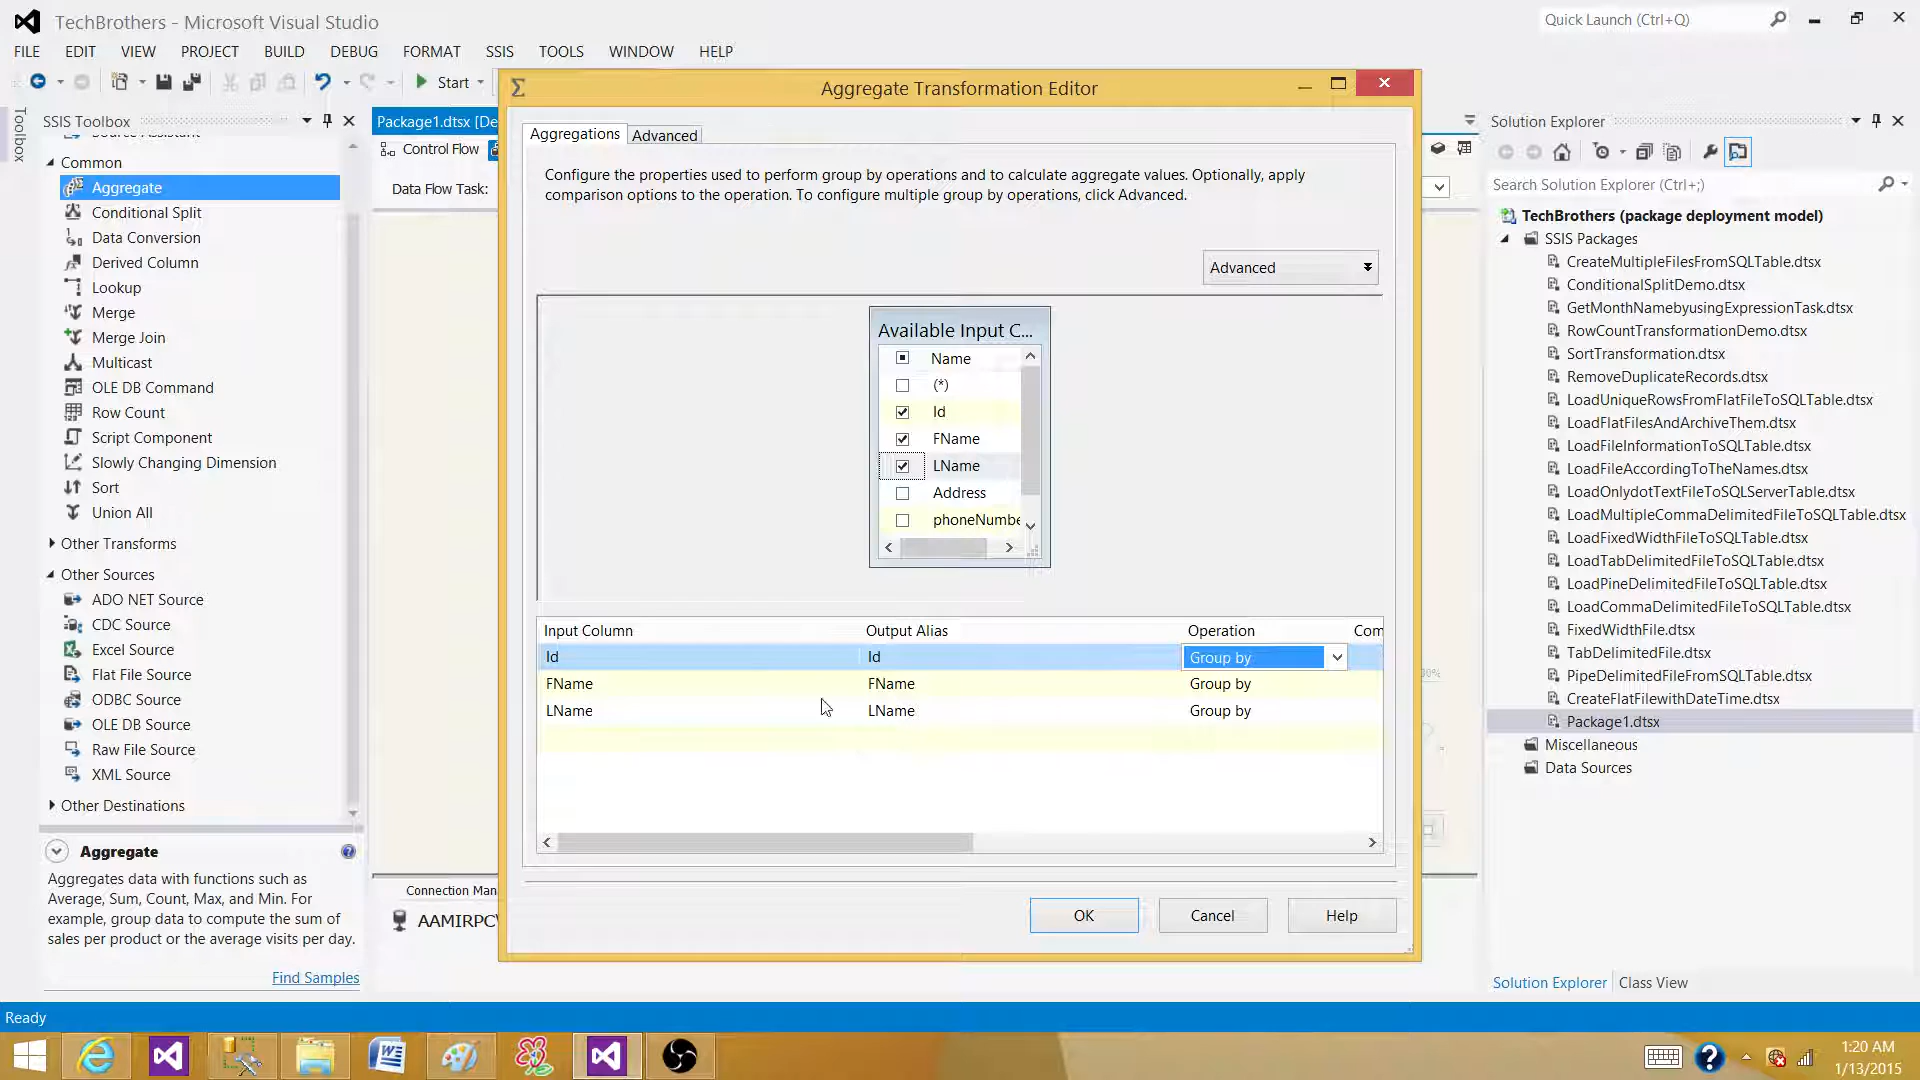 TechBrothers - Microsoft Visual Studio
Quick Launch (Ctrl+Q)
FILE EDIT VIEW PROJECT BUILD DEBUG FORMAT SSIS TOOLS WINDOW HELP
Start
Toolbox
SSIS Toolbox
Common
Aggregate
Conditional Split
Data Conversion
Derived Column
Lookup
Merge
Merge Join
Multicast
OLE DB Command
Row Count
Script Component
Slowly Changing Dimension
Sort
Union All
Other Transforms
Other Sources
ADO NET Source
CDC Source
Excel Source
Flat File Source
ODBC Source
OLE DB Source
Raw File Source
XML Source
Other Destinations
Aggregate
Aggregates data with functions such as
Average, Sum, Count, Max, and Min. For
example, group data to compute the sum of
sales per product or the average visits per day.
Find Samples
Package1.dtsx [De
Control Flow
Data Flow Task:
Connection Man
AAMIRPC\
Aggregate Transformation Editor
Aggregations
Advanced
Configure the properties used to perform group by operations and to calculate aggregate values. Optionally, apply
comparison options to the operation. To configure multiple group by operations, click Advanced.
Advanced
Available Input C...
Name
(*)
Id
FName
LName
Address
phoneNumbe
Input Column Output Alias Operation Com
Id Id Group by
FName FName Group by
LName LName Group by
OK
Cancel
Help
Solution Explorer
Search Solution Explorer (Ctrl+;)
TechBrothers (package deployment model)
SSIS Packages
CreateMultipleFilesFromSQLTable.dtsx
ConditionalSplitDemo.dtsx
GetMonthNamebyusingExpressionTask.dtsx
RowCountTransformationDemo.dtsx
SortTransformation.dtsx
RemoveDuplicateRecords.dtsx
LoadUniqueRowsFromFlatFileToSQLTable.dtsx
LoadFlatFilesAndArchiveThem.dtsx
LoadFileInformationToSQLTable.dtsx
LoadFileAccordingToTheNames.dtsx
LoadOnlydotTextFileToSQLServerTable.dtsx
LoadMultipleCommaDelimitedFileToSQLTable.dtsx
LoadFixedWidthFileToSQLTable.dtsx
LoadTabDelimitedFileToSQLTable.dtsx
LoadPineDelimitedFileToSQLTable.dtsx
LoadCommaDelimitedFileToSQLTable.dtsx
FixedWidthFile.dtsx
TabDelimitedFile.dtsx
PipeDelimitedFileFromSQLTable.dtsx
CreateFlatFilewithDateTime.dtsx
Package1.dtsx
Miscellaneous
Data Sources
Solution Explorer Class View
Ready
1:20 AM
1/13/2015